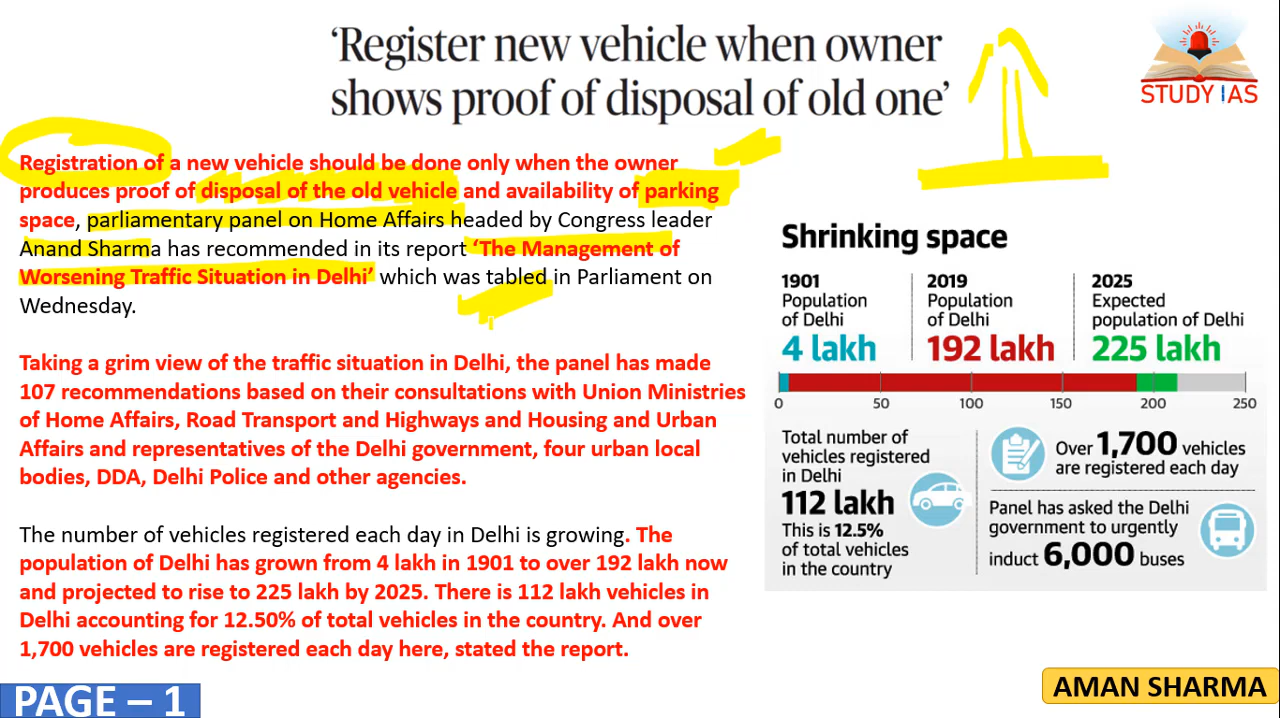 ‘Register new vehicle when owner
shows proof of disposal of old one’
STUDY IAS
Registration of a new vehicle should be done only when the owner
produces proof of disposal of the old vehicle and availability of parking
space, parliamentary panel on Home Affairs headed by Congress leader
Anand Sharma has recommended in its report ‘The Management of
Worsening Traffic Situation in Delhi’ which was tabled in Parliament on
Wednesday.
Taking a grim view of the traffic situation in Delhi, the panel has made
107 recommendations based on their consultations with Union Ministries
of Home Affairs, Road Transport and Highways and Housing and Urban
Affairs and representatives of the Delhi government, four urban local
bodies, DDA, Delhi Police and other agencies.
The number of vehicles registered each day in Delhi is growing. The
population of Delhi has grown from 4 lakh in 1901 to over 192 lakh now
and projected to rise to 225 lakh by 2025. There is 112 lakh vehicles in
Delhi accounting for 12.50% of total vehicles in the country. And over
1,700 vehicles are registered each day here, stated the report.
Shrinking space
1901
Population
of Delhi
4 lakh
2019
Population
of Delhi
192 lakh
2025
Expected
population of Delhi
225 lakh
0 50 100 150 200 250
Total number of
vehicles registered
in Delhi
112 lakh
This is 12.5%
of total vehicles
in the country
Over 1,700 vehicles
are registered each day
Panel has asked the Delhi
government to urgently
induct 6,000 buses
PAGE – 1
AMAN SHARMA